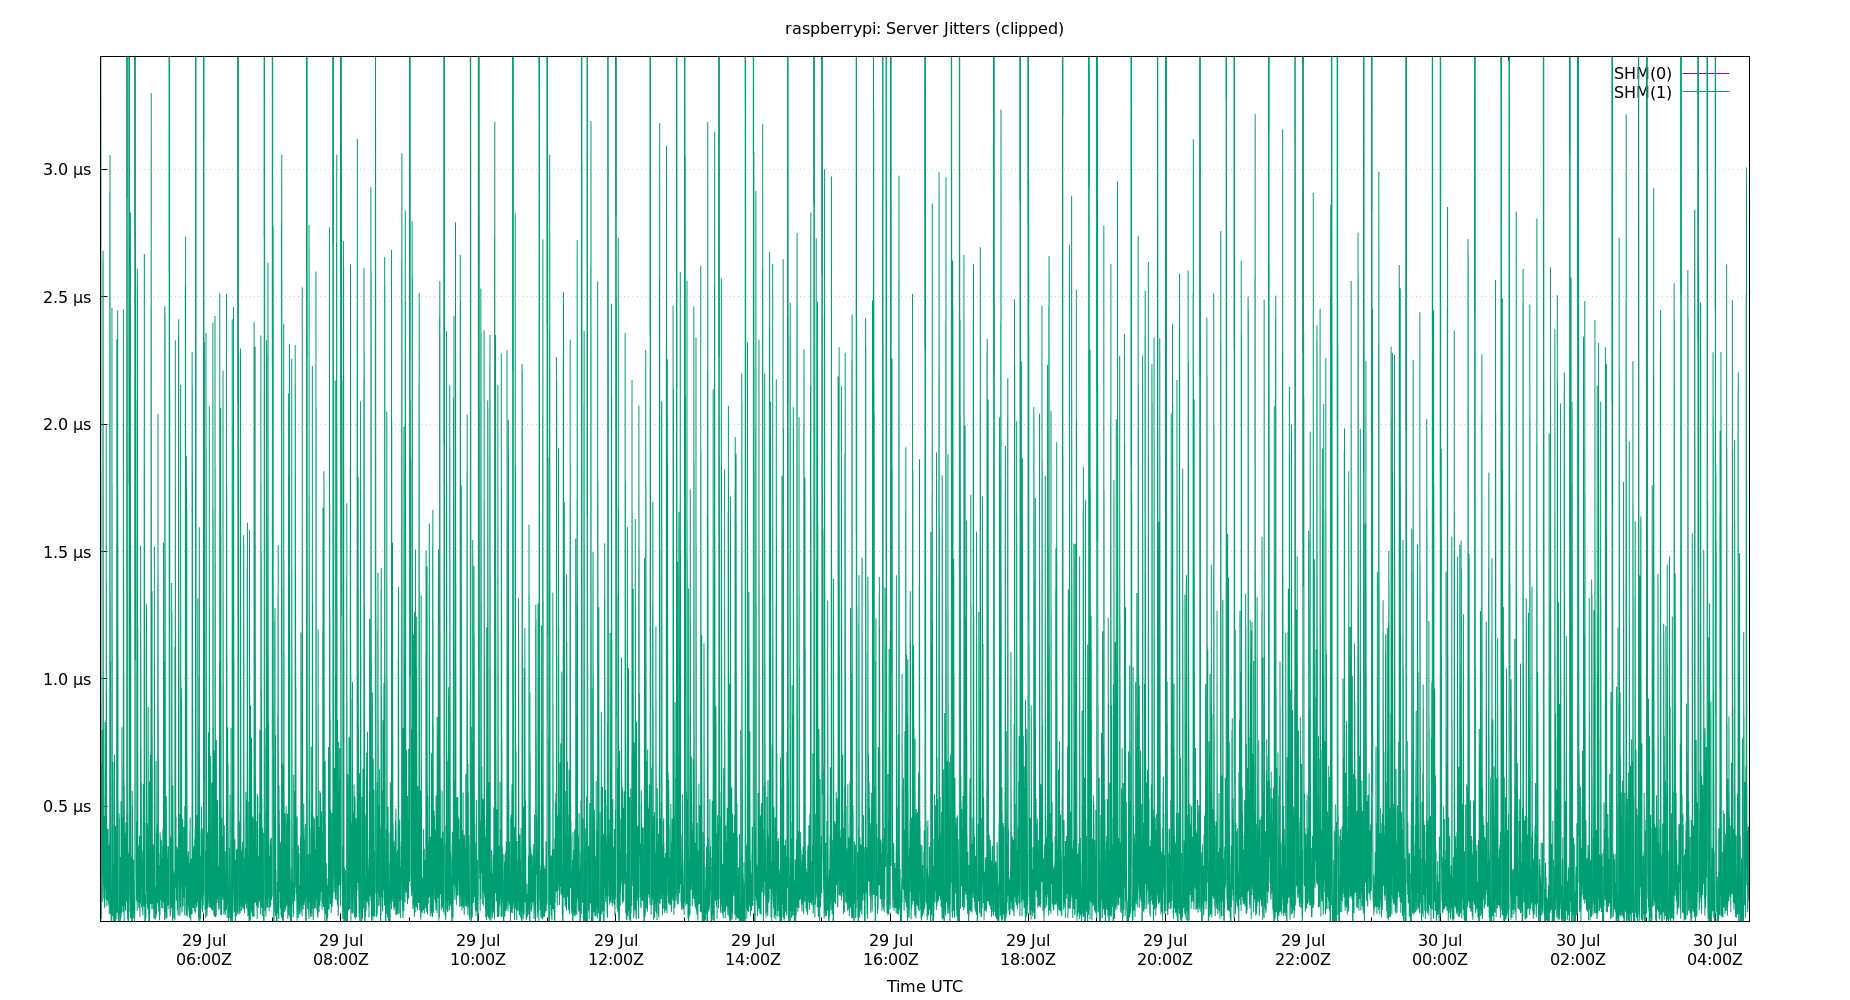 raspberrypi: Server Jitters (clipped)
SHM(0)
SHM(1)
3.0 µs
2.5 µs
2.0 µs
1.5 µs
1.0 µs
0.5 µs
29 Jul 29 Jul 29 Jul 29 Jul 29 Jul 29 Jul 29 Jul 29 Jul 29 Jul 30 Jul 30 Jul 30 Jul
06:00Z 08:00Z 10:00Z 12:00Z 14:00Z 16:00Z 18:00Z 20:00Z 22:00Z 00:00Z 02:00Z 04:00Z
Time UTC